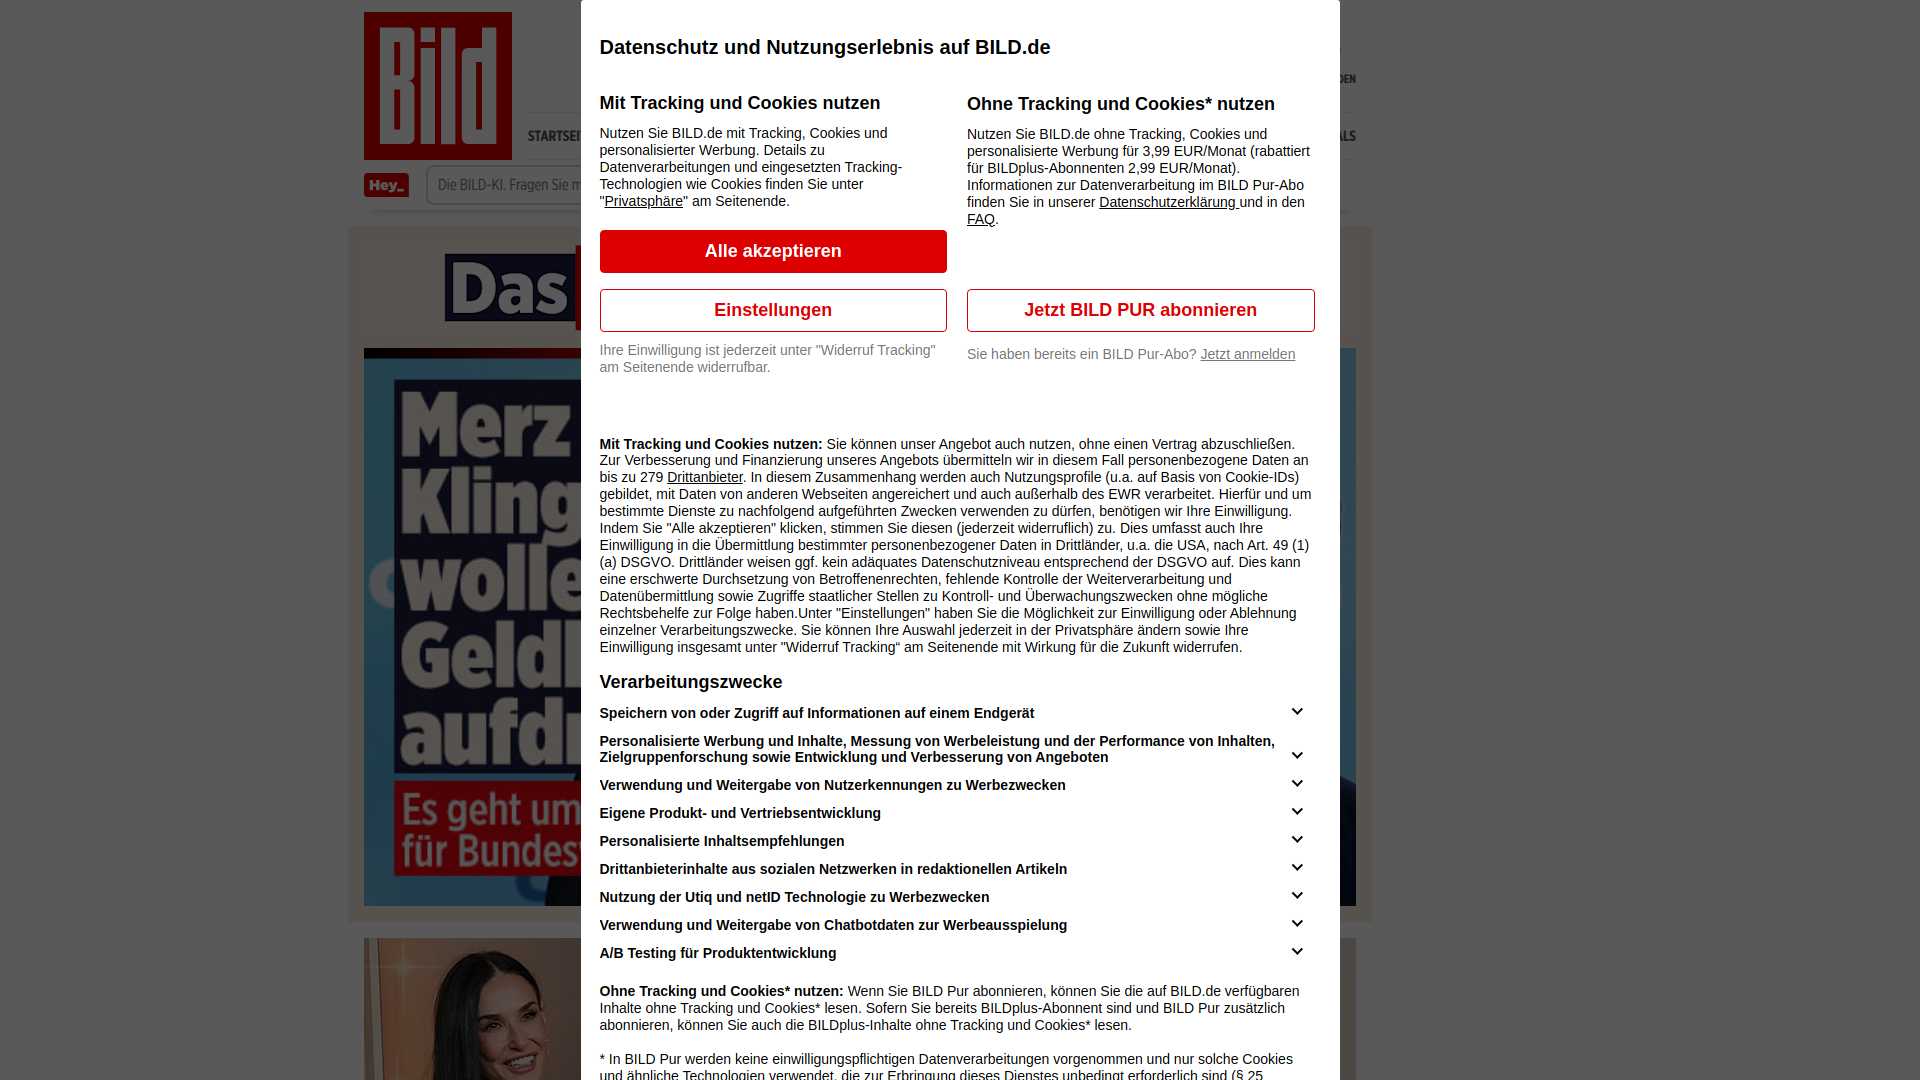 Bild
DEN
STARTSEI
ALS
Hey_
Die BILD-KI. Fragen Sie m
Das
Merz
Kling
wolle
Geld
aufd
Es geht um
für Bundes
Datenschutz und Nutzungserlebnis auf BILD.de
Mit Tracking und Cookies nutzen
Nutzen Sie BILD.de mit Tracking, Cookies und
personalisierter Werbung. Details zu
Datenverarbeitungen und eingesetzten Tracking-
Technologien wie Cookies finden Sie unter
"Privatsphäre" am Seitenende.
Alle akzeptieren
Einstellungen
Ihre Einwilligung ist jederzeit unter "Widerruf Tracking"
am Seitenende widerrufbar.
Ohne Tracking und Cookies* nutzen
Nutzen Sie BILD.de ohne Tracking, Cookies und
personalisierte Werbung für 3,99 EUR/Monat (rabattiert
für BILDplus-Abonnenten 2,99 EUR/Monat).
Informationen zur Datenverarbeitung im BILD Pur-Abo
finden Sie in unserer Datenschutzerklärung und in den
FAQ.
Jetzt BILD PUR abonnieren
Sie haben bereits ein BILD Pur-Abo? Jetzt anmelden
Mit Tracking und Cookies nutzen: Sie können unser Angebot auch nutzen, ohne einen Vertrag abzuschließen.
Zur Verbesserung und Finanzierung unseres Angebots übermitteln wir in diesem Fall personenbezogene Daten an
bis zu 279 Drittanbieter. In diesem Zusammenhang werden auch Nutzungsprofile (u.a. auf Basis von Cookie-IDs)
gebildet, mit Daten von anderen Webseiten angereichert und auch außerhalb des EWR verarbeitet. Hierfür und um
bestimmte Dienste zu nachfolgend aufgeführten Zwecken verwenden zu dürfen, benötigen wir Ihre Einwilligung.
Indem Sie "Alle akzeptieren" klicken, stimmen Sie diesen (jederzeit widerruflich) zu. Dies umfasst auch Ihre
Einwilligung in die Übermittlung bestimmter personenbezogener Daten in Drittländer, u.a. die USA, nach Art. 49 (1)
(a) DSGVO. Drittländer weisen ggf. kein adäquates Datenschutzniveau entsprechend der DSGVO auf. Dies kann
eine erschwerte Durchsetzung von Betroffenenrechten, fehlende Kontrolle der Weiterverarbeitung und
Datenübermittlung sowie Zugriffe staatlicher Stellen zu Kontroll- und Überwachungszwecken ohne mögliche
Rechtsbehelfe zur Folge haben.Unter "Einstellungen" haben Sie die Möglichkeit zur Einwilligung oder Ablehnung
einzelner Verarbeitungszwecke. Sie können Ihre Auswahl jederzeit in der Privatsphäre ändern sowie Ihre
Einwilligung insgesamt unter "Widerruf Tracking“ am Seitenende mit Wirkung für die Zukunft widerrufen.
Verarbeitungszwecke
Speichern von oder Zugriff auf Informationen auf einem Endgerät
Personalisierte Werbung und Inhalte, Messung von Werbeleistung und der Performance von Inhalten,
Zielgruppenforschung sowie Entwicklung und Verbesserung von Angeboten
Verwendung und Weitergabe von Nutzerkennungen zu Werbezwecken
Eigene Produkt- und Vertriebsentwicklung
Personalisierte Inhaltsempfehlungen
Drittanbieterinhalte aus sozialen Netzwerken in redaktionellen Artikeln
Nutzung der Utiq und netID Technologie zu Werbezwecken
Verwendung und Weitergabe von Chatbotdaten zur Werbeausspielung
A/B Testing für Produktentwicklung
Ohne Tracking und Cookies* nutzen: Wenn Sie BILD Pur abonnieren, können Sie die auf BILD.de verfügbaren
Inhalte ohne Tracking und Cookies* lesen. Sofern Sie bereits BILDplus-Abonnent sind und BILD Pur zusätzlich
abonnieren, können Sie auch die BILDplus-Inhalte ohne Tracking und Cookies* lesen.
* In BILD Pur werden keine einwilligungspflichtigen Datenverarbeitungen vorgenommen und nur solche Cookies
und ähnliche Technologien verwendet, die zur Erbringung dieses Dienstes unbedingt erforderlich sind (§ 25